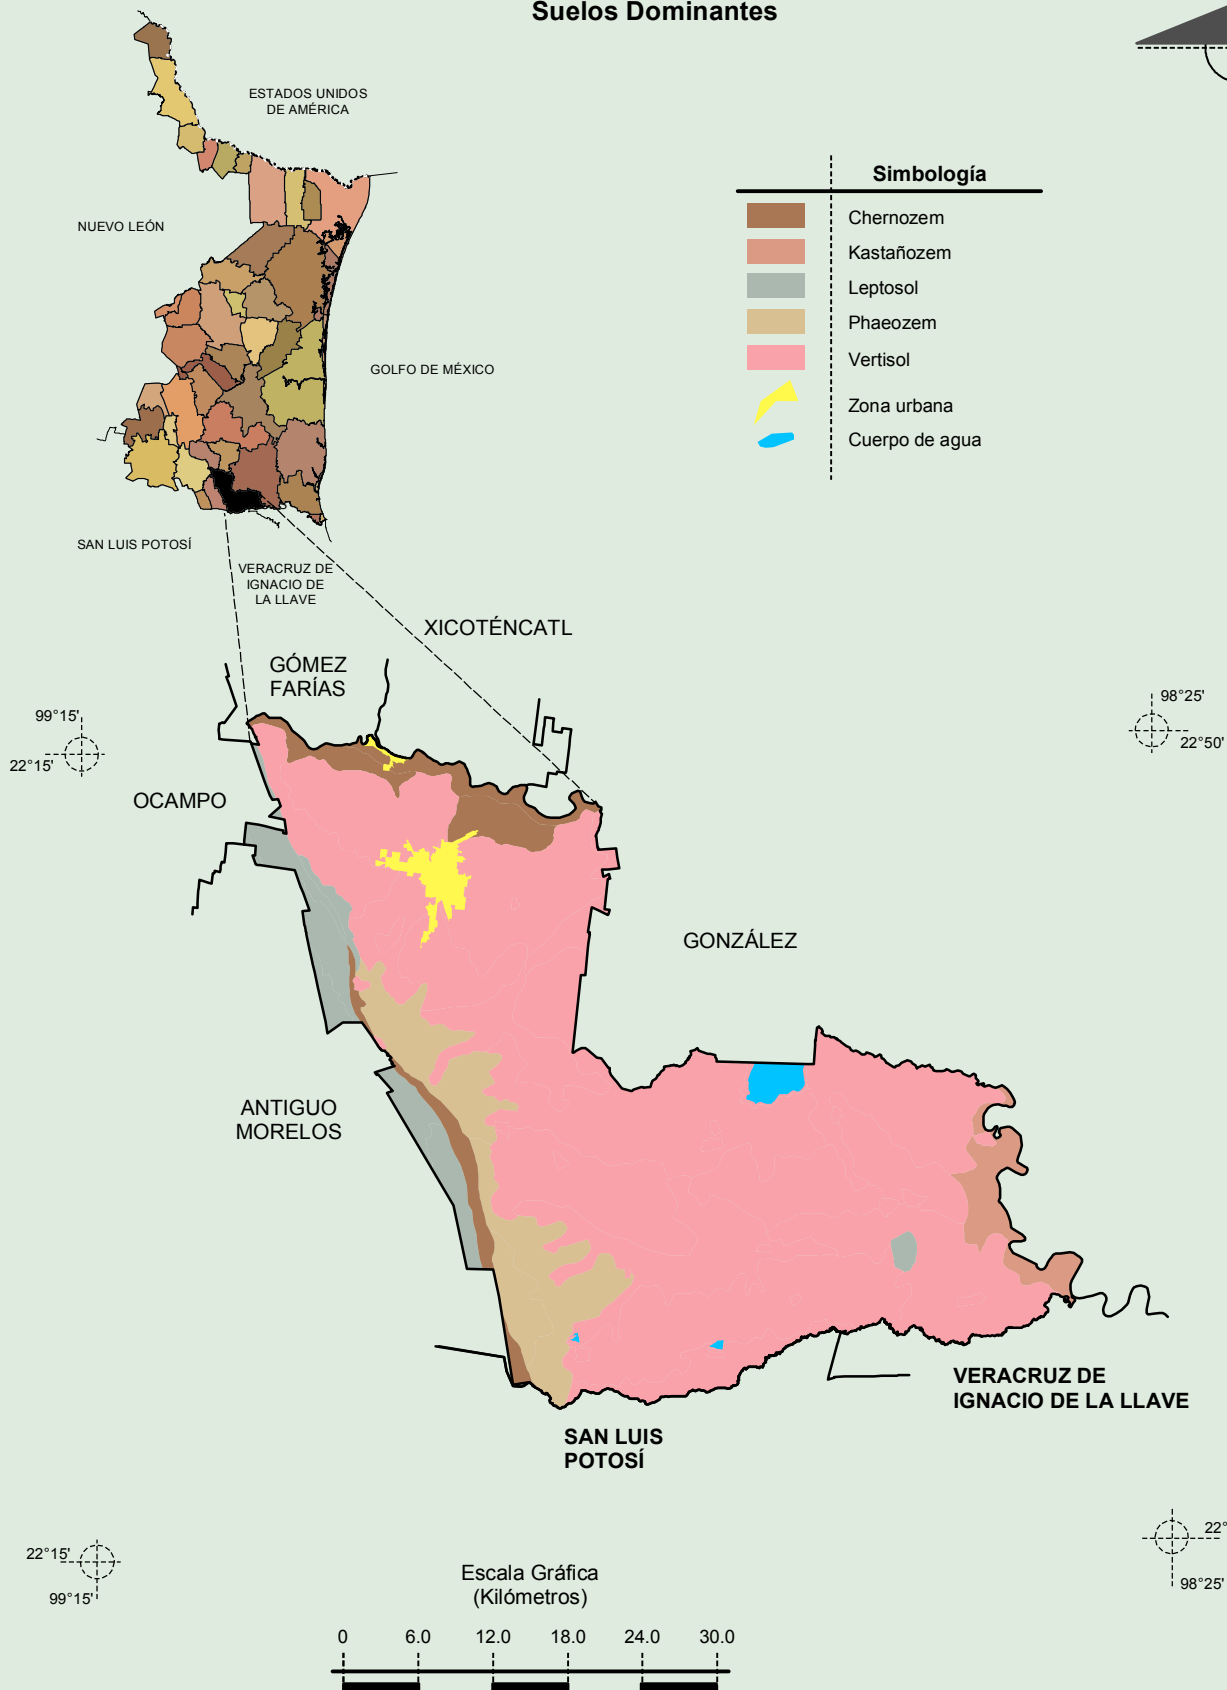 Suelos Dominantes
ESTADOS UNIDOS
DE AMÉRICA
NUEVO LEÓN
GOLFO DE MÉXICO
SAN LUIS POTOSÍ
VERACRUZ DE
IGNACIO DE
LA LLAVE
Simbología
Chernozem
Kastañozem
Leptosol
Phaeozem
Vertisol
Zona urbana
Cuerpo de agua
XICOTÉNCATL
GÓMEZ
FARÍAS
99°15'
22°15'
98°25'
22°50'
OCAMPO
GONZÁLEZ
ANTIGUO
MORELOS
VERACRUZ DE
IGNACIO DE LA LLAVE
SAN LUIS
POTOSÍ
22°15'
99°15'
22°
98°25'
Escala Gráfica
(Kilómetros)
0 6.0 12.0 18.0 24.0 30.0